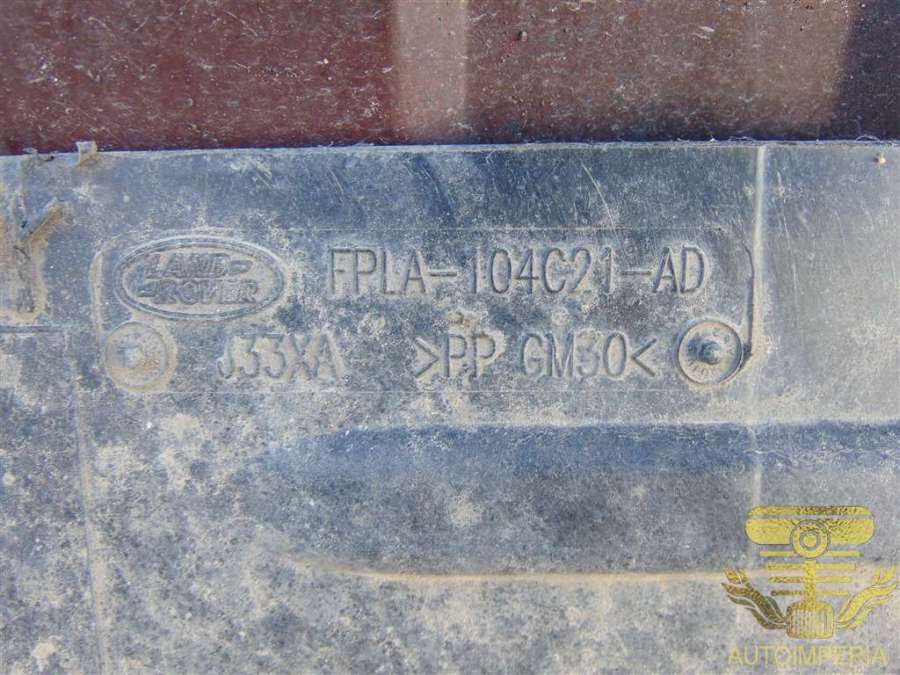 LAND-
-ROVER
FPLA-104C21-AD
J33XA >PP GM30<
AUTOIMPERIA